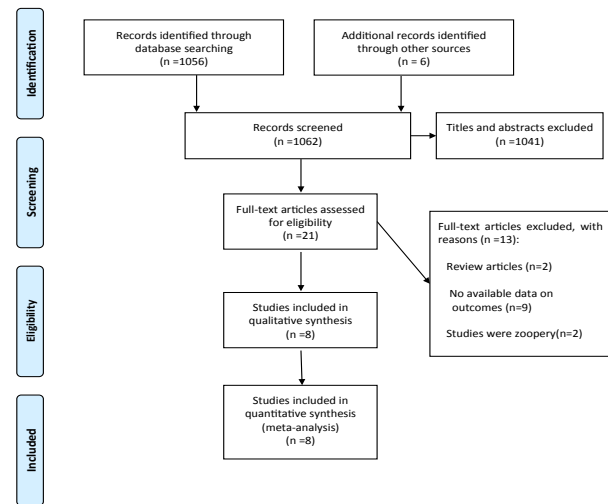 Identification
Records identified through
database searching
(n =1056)
Additional records identified
through other sources
(n = 6)
Records screened
(n =1062)
Titles and abstracts excluded
(n =1041)
Screening
Full-text articles assessed
for eligibility
(n =21)
Full-text articles excluded, with
reasons (n =13):
Review articles (n=2)
No available data on
outcomes (n=9)
Studies were zoopery(n=2)
Eligibility
Studies included in
qualitative synthesis
(n =8)
Included
Studies included in
quantitative synthesis
(meta-analysis)
(n =8)